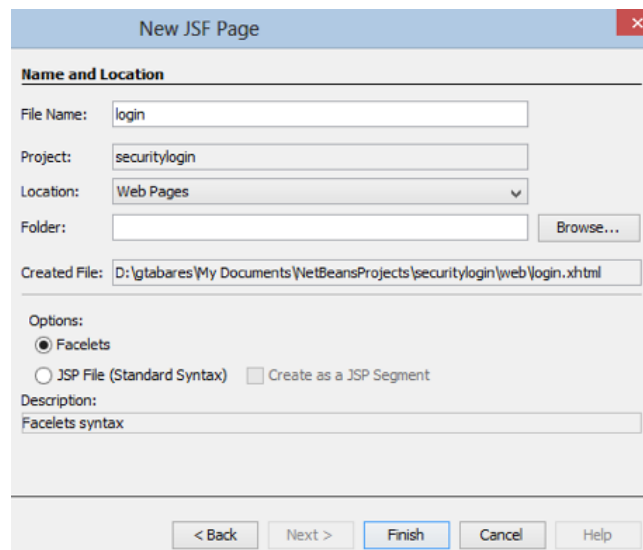 New JSF Page
Name and Location
File Name: login
Project: securitylogin
Location: Web Pages
Folder: Browse...
Created File: D:\gtabares\My Documents\NetBeansProjects\securitylogin\web\login.xhtml
Options:
Facelets
JSP File (Standard Syntax) Create as a JSP Segment
Description:
Facelets syntax
< Back Next > Finish Cancel Help